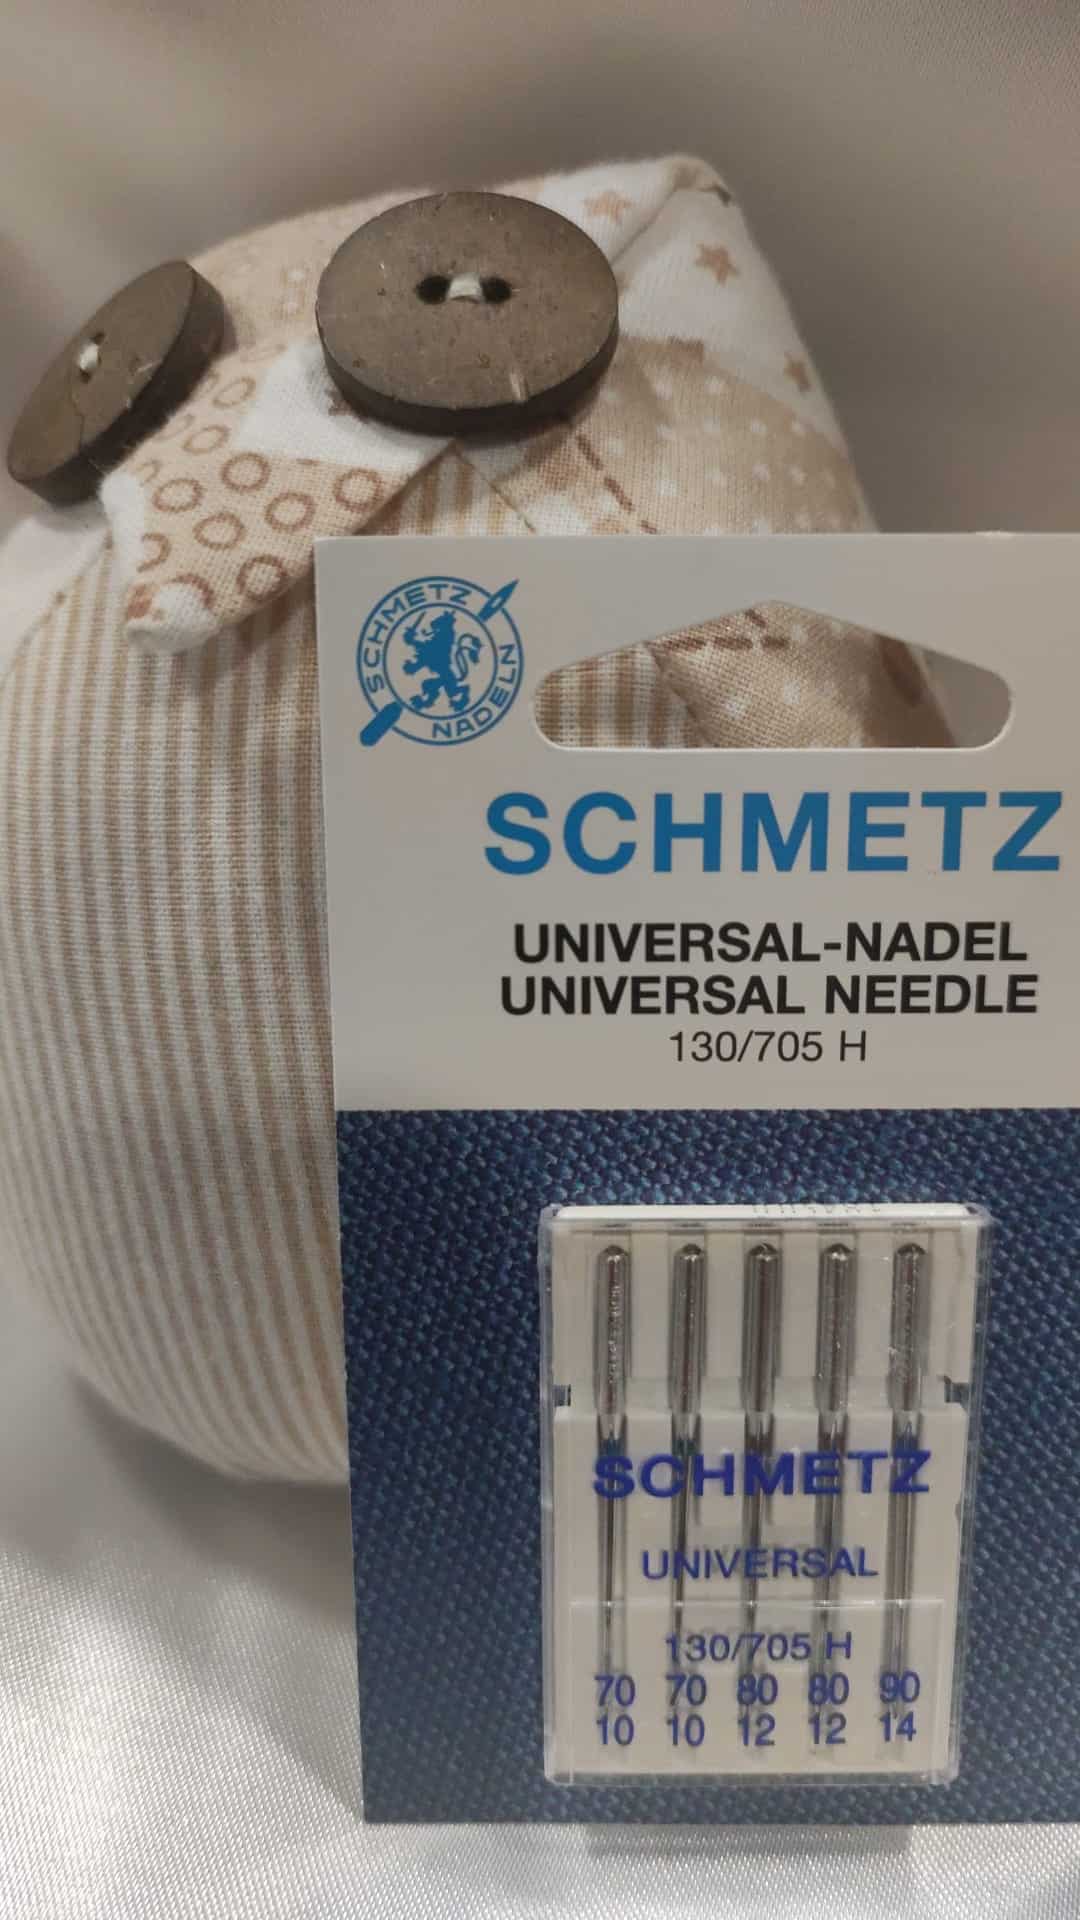 SCHMETZ
NADELN
SCHMETZ
UNIVERSAL-NADEL
UNIVERSAL NEEDLE
130/705 H
SCHMETZ
UNIVERSAL
130/705 H
70 70 80 80 90
10 10 12 12 14